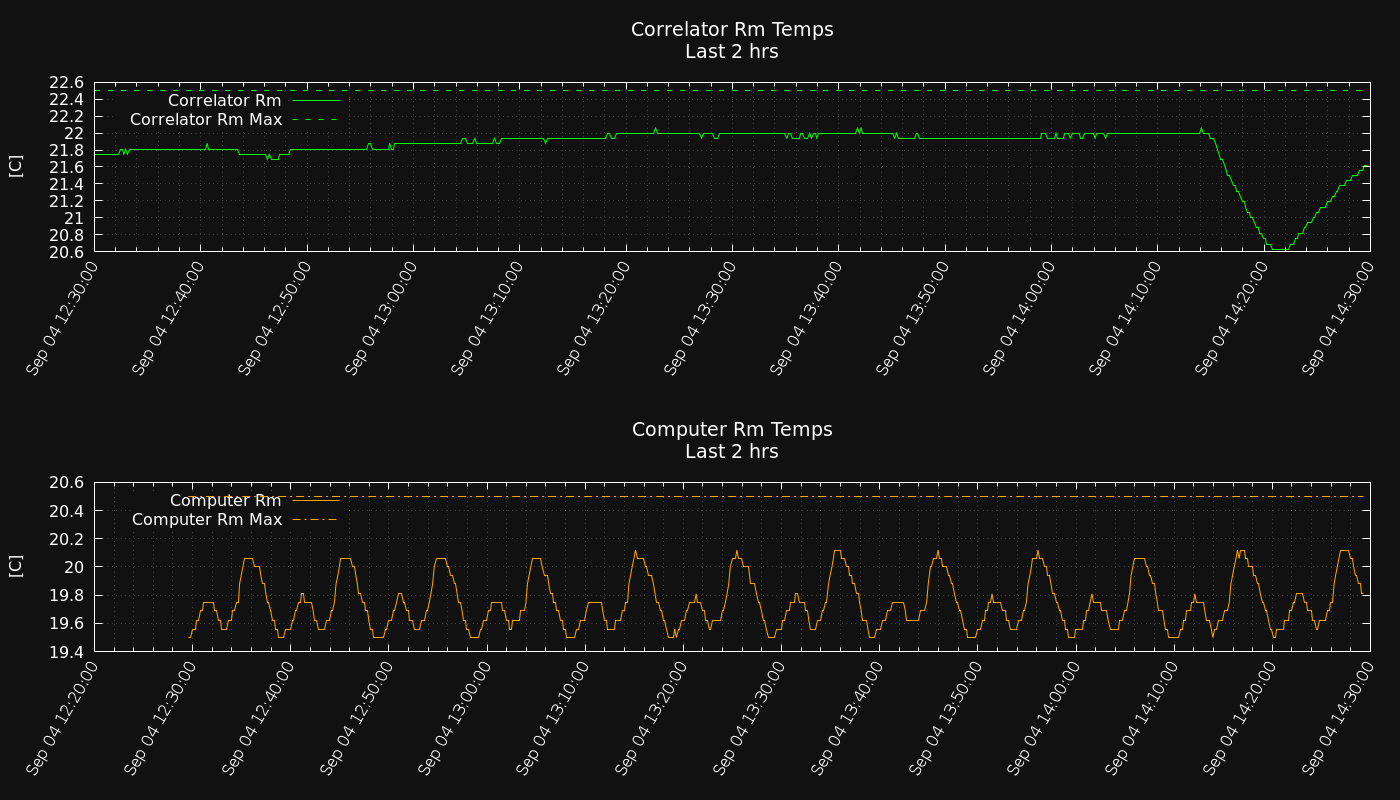 Correlator Rm Temps
Last 2 hrs
22.6
22.4
22.2
22
21.8
21.6
21.4
21.2
21
20.8
20.6
[C]
Correlator Rm
Correlator Rm Max
Sep 04 12:30:00
Sep 04 12:40:00
Sep 04 12:50:00
Sep 04 13:00:00
Sep 04 13:10:00
Sep 04 13:20:00
Sep 04 13:30:00
Sep 04 13:40:00
Sep 04 13:50:00
Sep 04 14:00:00
Sep 04 14:10:00
Sep 04 14:20:00
Sep 04 14:30:00
Computer Rm Temps
Last 2 hrs
20.6
20.4
20.2
20
19.8
19.6
19.4
[C]
Computer Rm
Computer Rm Max
Sep 04 12:20:00
Sep 04 12:30:00
Sep 04 12:40:00
Sep 04 12:50:00
Sep 04 13:00:00
Sep 04 13:10:00
Sep 04 13:20:00
Sep 04 13:30:00
Sep 04 13:40:00
Sep 04 13:50:00
Sep 04 14:00:00
Sep 04 14:10:00
Sep 04 14:20:00
Sep 04 14:30:00